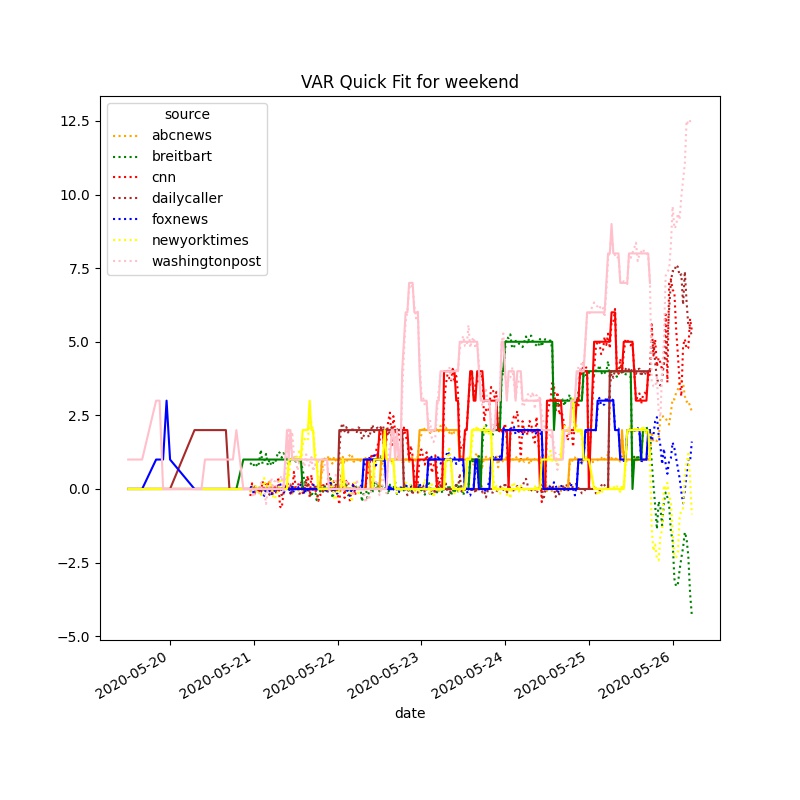 VAR Quick Fit for weekend
source
abcnews
breitbart
cnn
dailycaller
foxnews
newyorktimes
washingtonpost
12.5
10.0
7.5
5.0
2.5
0.0
−2.5
−5.0
2020-05-20
2020-05-21
2020-05-22
2020-05-23
2020-05-24
2020-05-25
2020-05-26
date